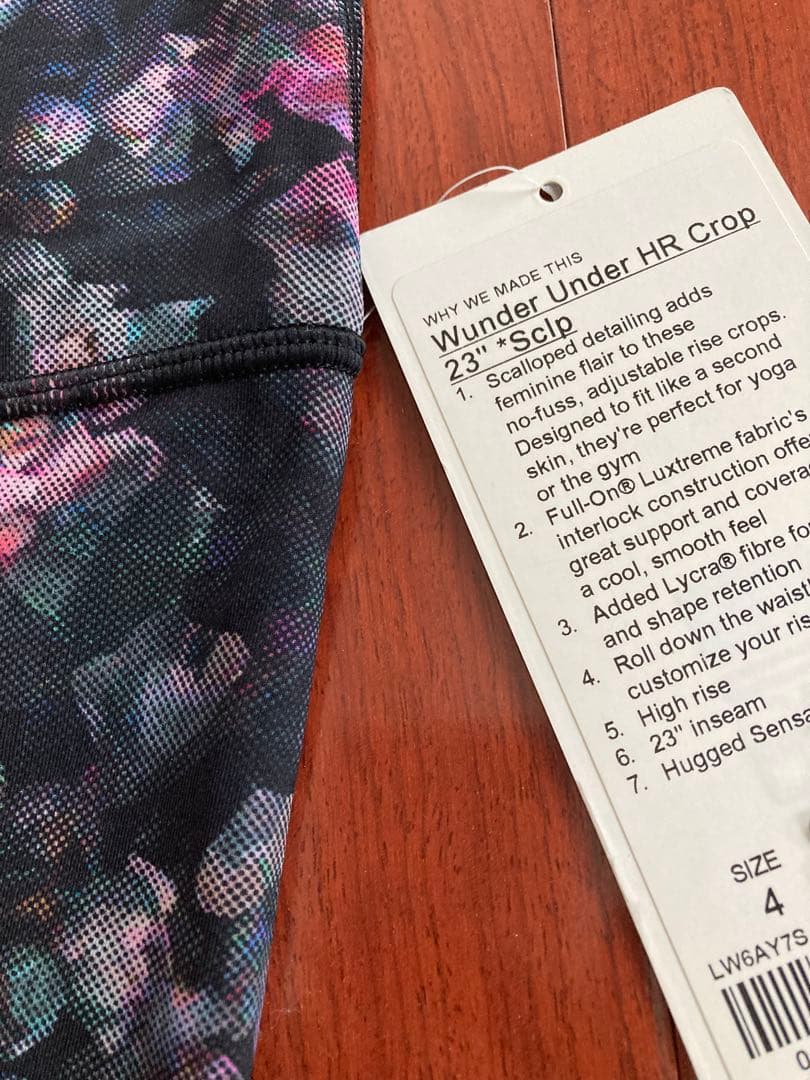 WHY WE MADE THIS
Wunder Under HR Crop
23" *Sclp
1. Scalloped detailing adds
feminine flair to these
no-fuss, adjustable rise crops.
Designed to fit like a second
skin, they're perfect for yoga
or the gym
2. Full-On® Luxtreme fabric's
interlock construction offe
great support and covera
a cool, smooth feel
3. Added Lycra® fibre fo
and shape retention
4. Roll down the waist
customize your ris
5. High rise
6. 23" inseam
7. Hugged Sensa
SIZE
4
LW6AY7S
0